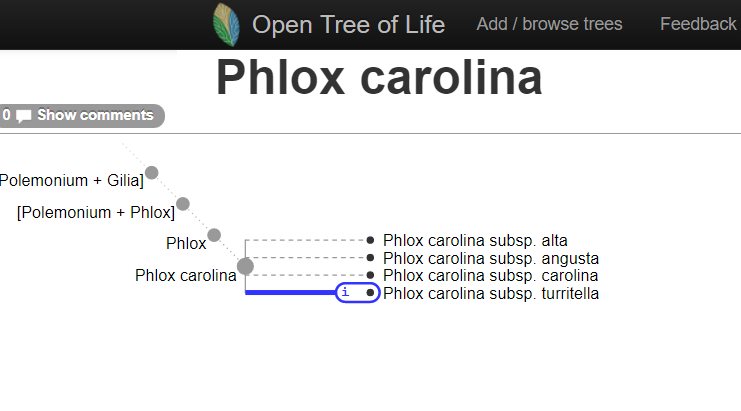 Open Tree of Life Add / browse trees Feedback
Phlox carolina
0 Show comments
Polemonium + Gilia]
[Polemonium + Phlox]
Phlox
Phlox carolina
Phlox carolina subsp. alta
Phlox carolina subsp. angusta
Phlox carolina subsp. carolina
i Phlox carolina subsp. turritella